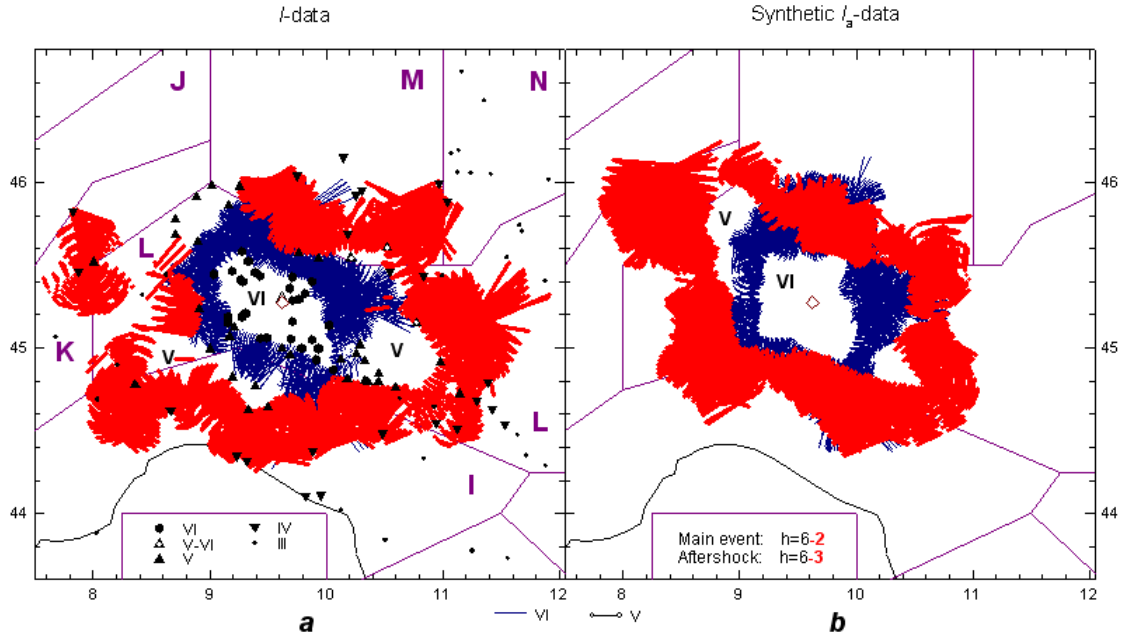 I-data
Synthetic Ia-data
J
M
N
L
K
L
I
VI
V
V
V
VI
46
45
44
46
45
44
VI
V-VI
V
IV
III
Main event: h=6-2
Aftershock: h=6-3
8 9 10 11 12
8 9 10 11 12
VI V
a
b